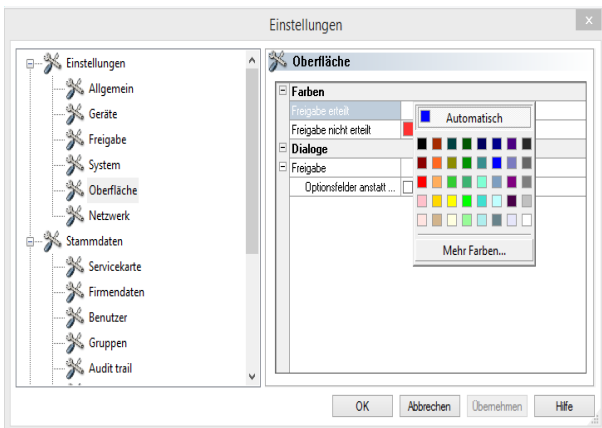 Einstellungen
x
Einstellungen
Allgemein
Geräte
Freigabe
System
Oberfläche
Netzwerk
Stammdaten
Servicekarte
Firmendaten
Benutzer
Gruppen
Audit trail
Oberfläche
Farben
Freigabe erteilt
Freigabe nicht erteilt
Dialoge
Freigabe
Optionsfelder anstatt ...
Automatisch
Mehr Farben...
OK
Abbrechen
Übernehmen
Hilfe